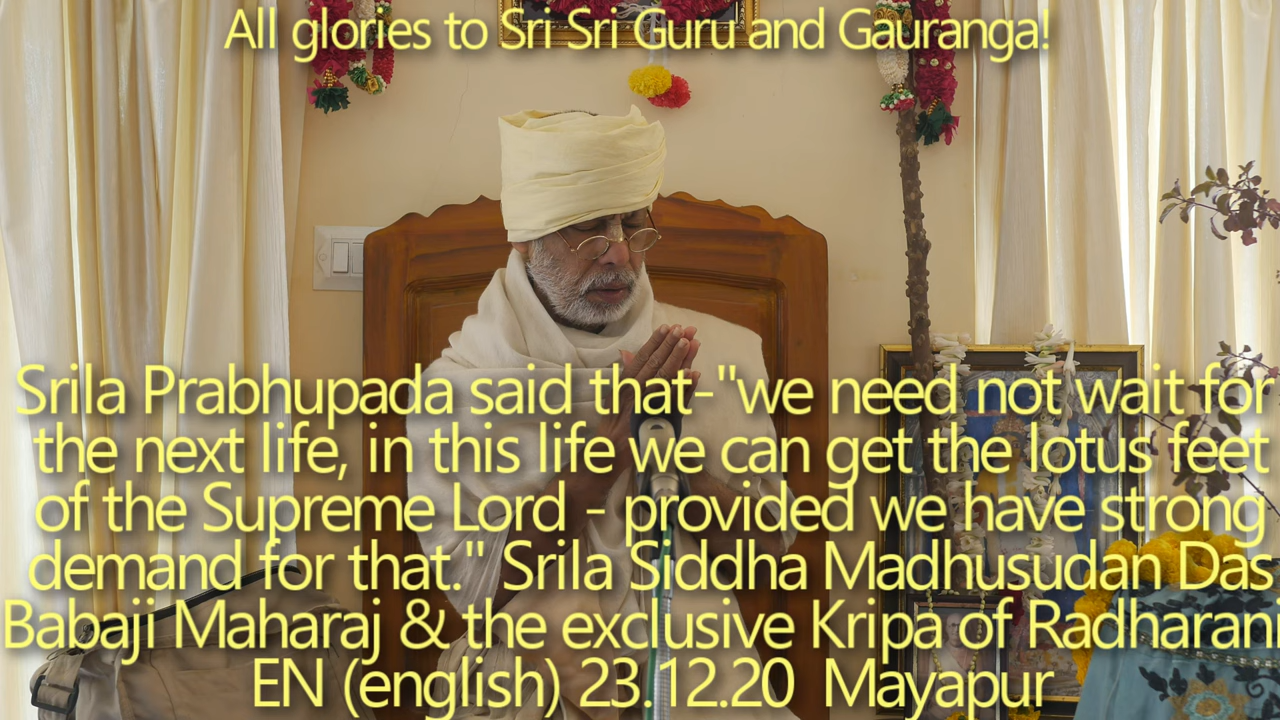 All glories to Sri Sri Guru and Gauranga!
Srila Prabhupada said that-"we need not wait for
the next life, in this life we can get the lotus feet
of the Supreme Lord - provided we have strong
demand for that." Srila Siddha Madhusudan Das
Babaji Maharaj & the exclusive Kripa of Radharani
EN (english) 23.12.20 Mayapur